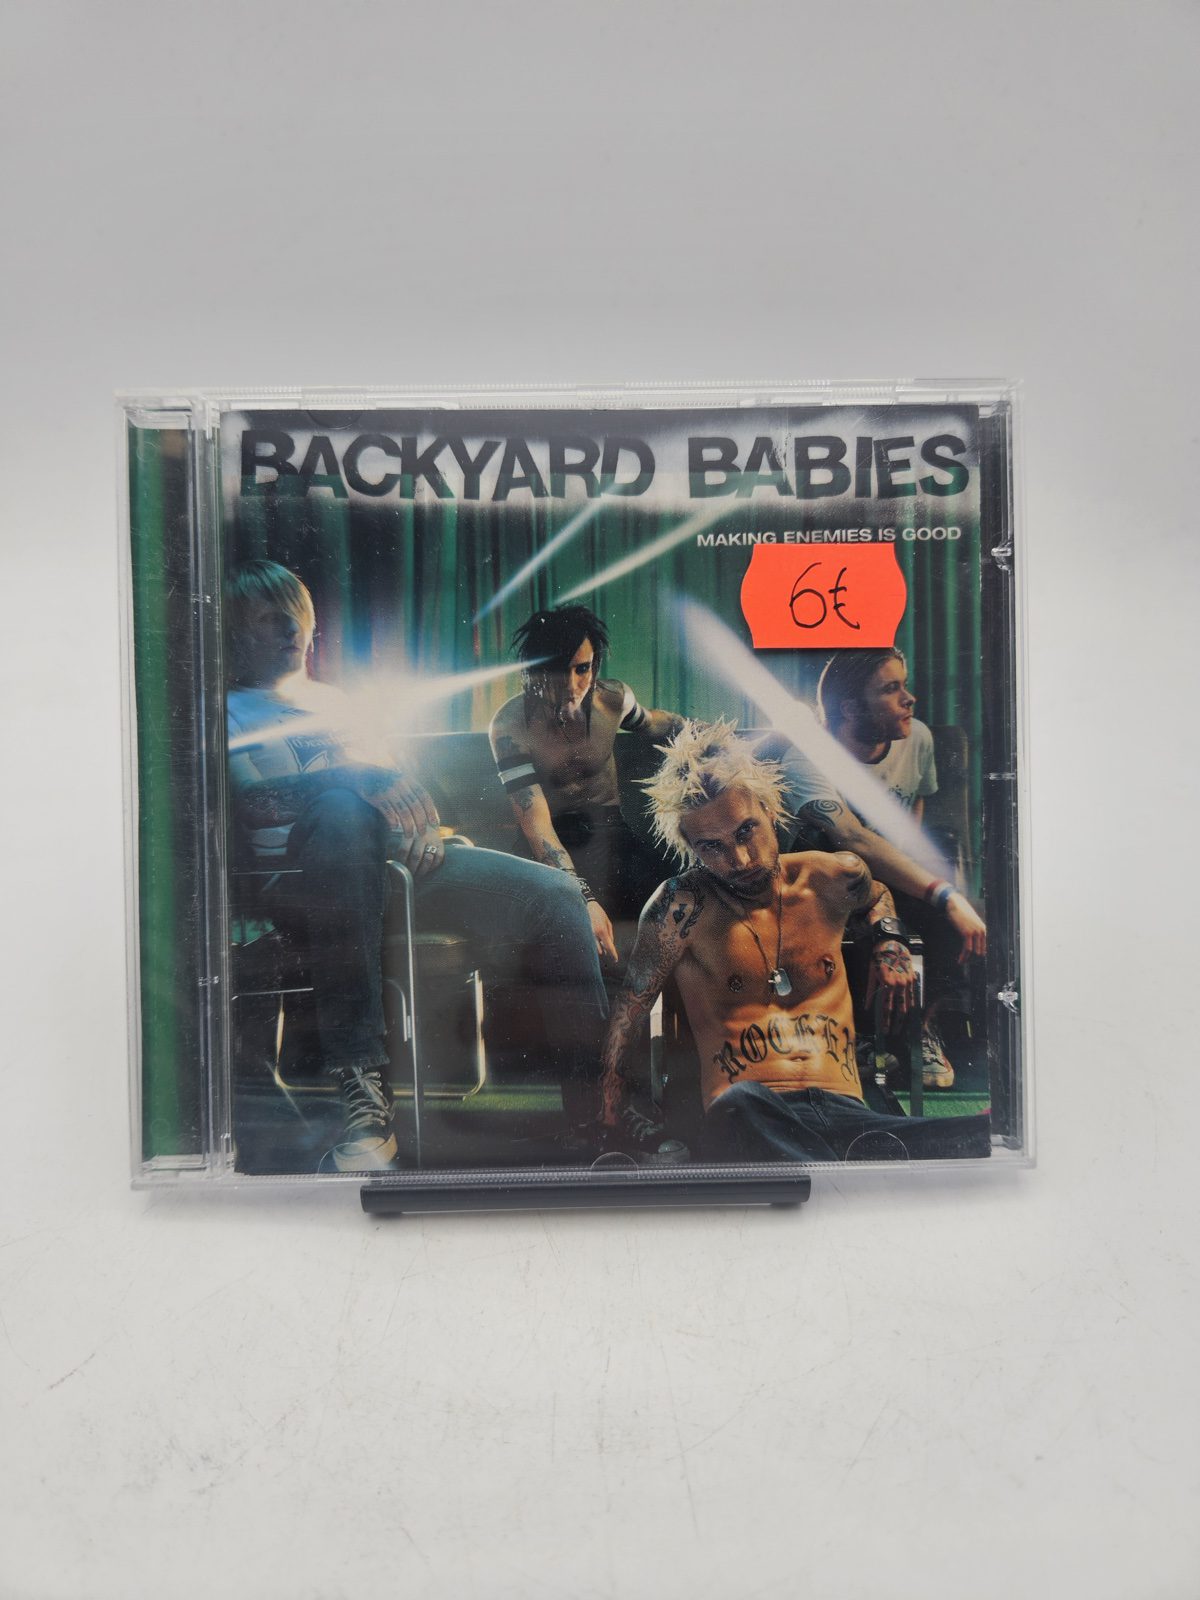 BACKYARD BABIES
MAKING ENEMIES IS GOOD
6€